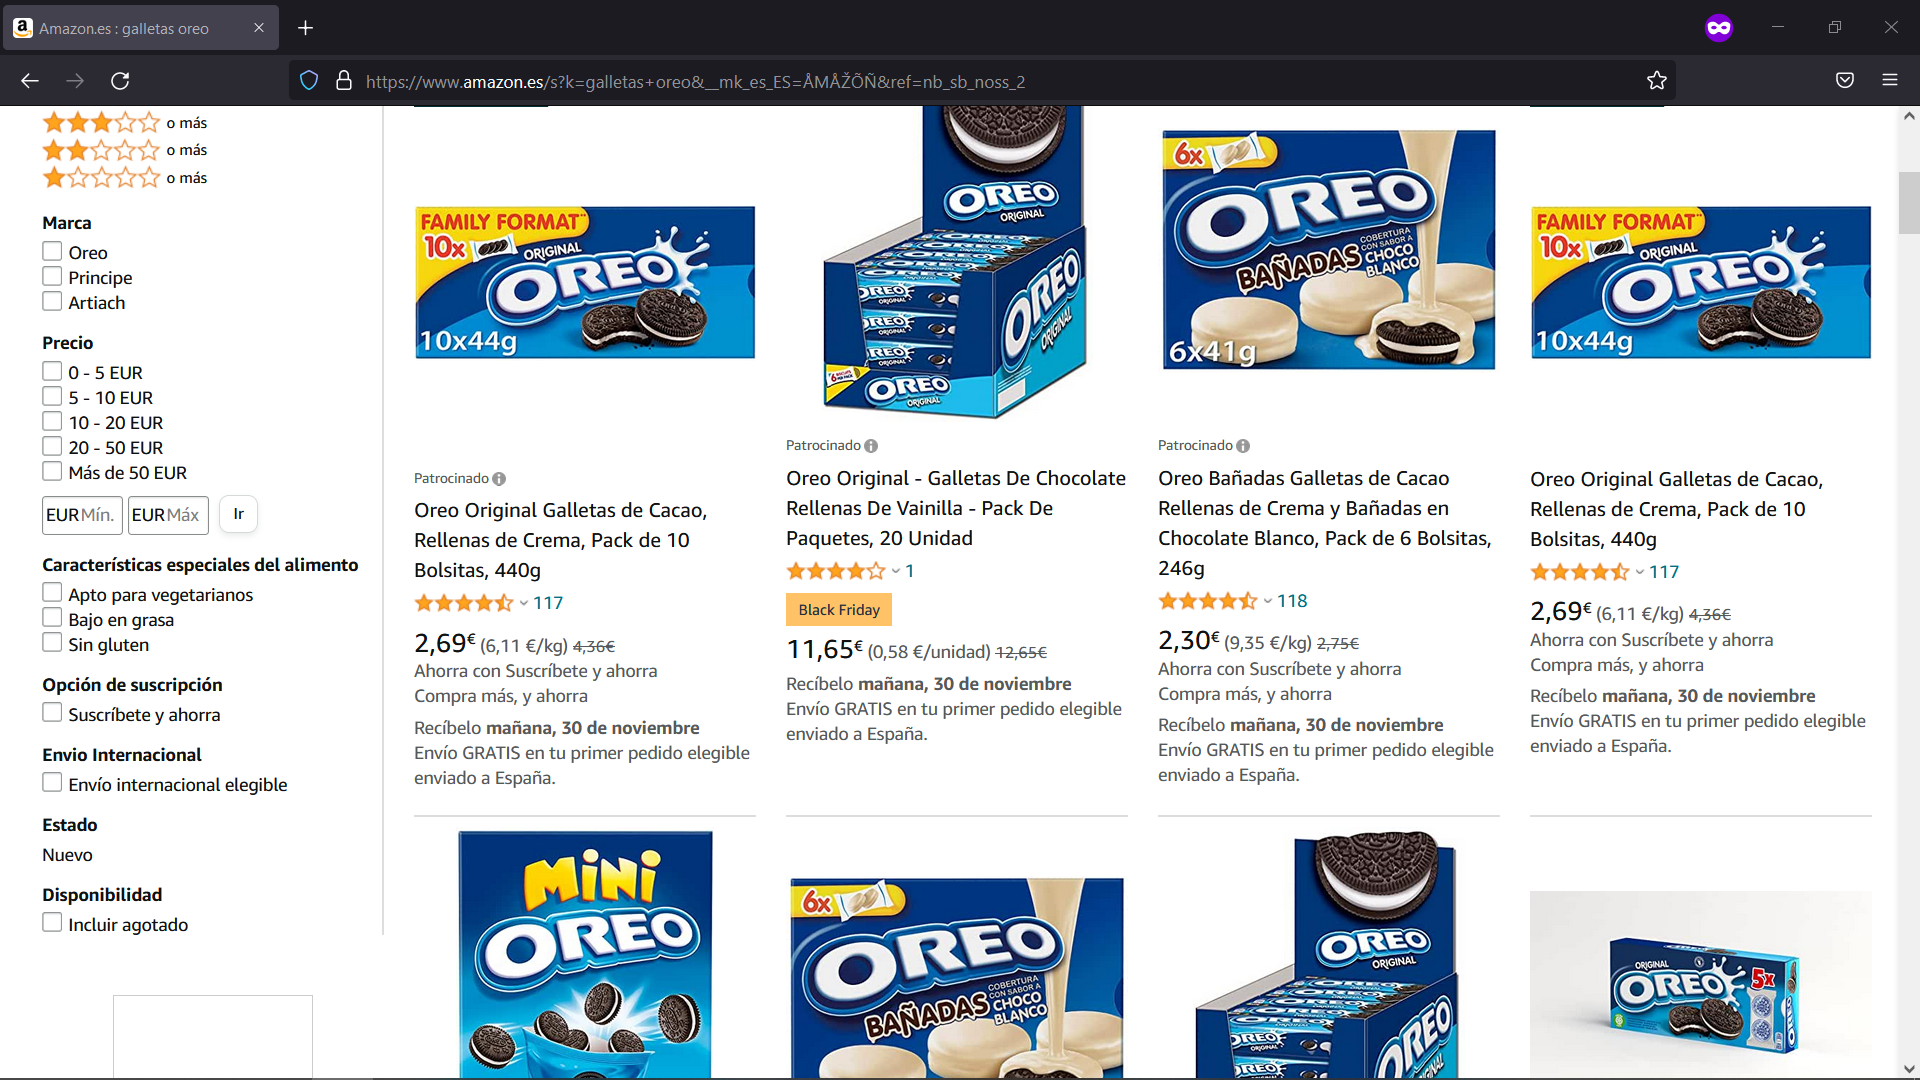 Amazon.es : galletas oreo
https://www.amazon.es/s?k=galletas+oreo&__mk_es_ES=ÅMÅŽÕÑ&ref=nb_sb_noss_2
o más
o más
o más
Marca
Oreo
Principe
Artiach
Precio
0 - 5 EUR
5 - 10 EUR
10 - 20 EUR
20 - 50 EUR
Más de 50 EUR
EUR Mín. EUR Máx Ir
Características especiales del alimento
Apto para vegetarianos
Bajo en grasa
Sin gluten
Opción de suscripción
Suscríbete y ahorra
Envio Internacional
Envío internacional elegible
Estado
Nuevo
Disponibilidad
Incluir agotado
FAMILY FORMAT
10x
ORIGINAL
OREO
10x44g
Patrocinado
Oreo Original Galletas de Cacao,
Rellenas de Crema, Pack de 10
Bolsitas, 440g
117
2,69€ (6,11 €/kg) 4,36€
Ahorra con Suscríbete y ahorra
Compra más, y ahorra
Recíbelo mañana, 30 de noviembre
Envío GRATIS en tu primer pedido elegible
enviado a España.
OREO
ORIGINAL
OREO
OREO
OREO
OREO
ORIGINAL
OREO
ORIGINAL
Patrocinado
Oreo Original - Galletas De Chocolate
Rellenas De Vainilla - Pack De
Paquetes, 20 Unidad
1
Black Friday
11,65€ (0,58 €/unidad) 12,65€
Recíbelo mañana, 30 de noviembre
Envío GRATIS en tu primer pedido elegible
enviado a España.
6x
OREO
BAÑADAS
COBERTURA
CON SABOR A
CHOCO
BLANCO
6x41g
Patrocinado
Oreo Bañadas Galletas de Cacao
Rellenas de Crema y Bañadas en
Chocolate Blanco, Pack de 6 Bolsitas,
246g
118
2,30€ (9,35 €/kg) 2,75€
Ahorra con Suscríbete y ahorra
Compra más, y ahorra
Recíbelo mañana, 30 de noviembre
Envío GRATIS en tu primer pedido elegible
enviado a España.
FAMILY FORMAT
10x
ORIGINAL
OREO
10x44g
Oreo Original Galletas de Cacao,
Rellenas de Crema, Pack de 10
Bolsitas, 440g
117
2,69€ (6,11 €/kg) 4,36€
Ahorra con Suscríbete y ahorra
Compra más, y ahorra
Recíbelo mañana, 30 de noviembre
Envío GRATIS en tu primer pedido elegible
enviado a España.
MiNi
OREO
6x
OREO
BAÑADAS
COBERTURA
CON SABOR A
CHOCO
BLANCO
OREO
ORIGINAL
OREO
OREO
OREO
ORIGINAL
OREO
5x